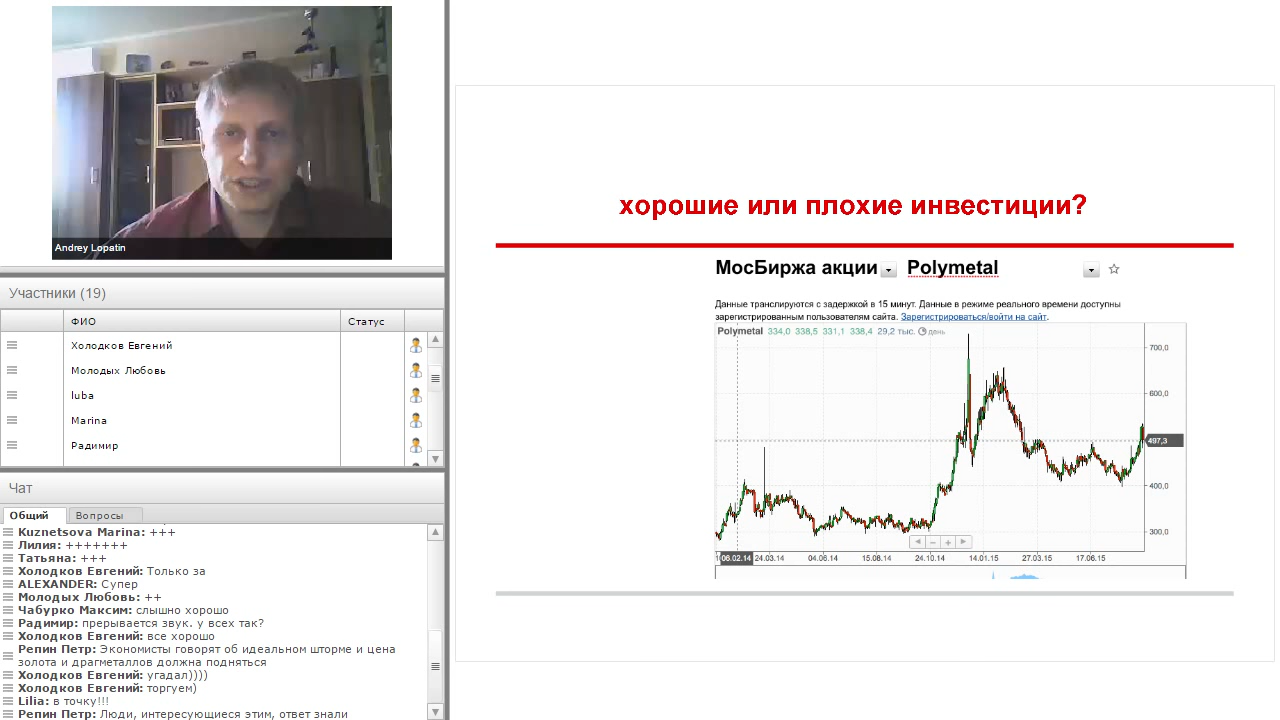 Andrey Lopatin
Участники (19)
ФИО
Статус
Холодков Евгений
Молодых Любовь
luba
Marina
Радимир
Чат
Общий
Вопросы
Kuznetsova Marina: +++
Лилия: +++++++
Татьяна: +++
Холодков Евгений: Только за
ALEXANDER: Супер
Молодых Любовь: ++
Чабурко Максим: слышно хорошо
Радимир: прерывается звук. у всех так?
Холодков Евгений: все хорошо
Репин Петр: Экономисты говорят об идеальном шторме и цена
золота и драгметаллов должна подняться
Холодков Евгений: угадал))))
Холодков Евгений: торгуем)
Lilia: в точку!!!
Репин Петр: Люди, интересующиеся этим, ответ знали
хорошие или плохие инвестиции?
МосБиржа акции Polymetal
Данные транслируются с задержкой в 15 минут. Данные в режиме реального времени доступны
зарегистрированным пользователям сайта. Зарегистрироваться/войти на сайт.
Polymetal 334,0 338,5 331,1 338,4 29,2 тыс. день
700,0
600,0
497,3
400,0
300,0
06.02.14 24.03.14 04.06.14 15.08.14 24.10.14 14.01.15 27.03.15 17.06.15